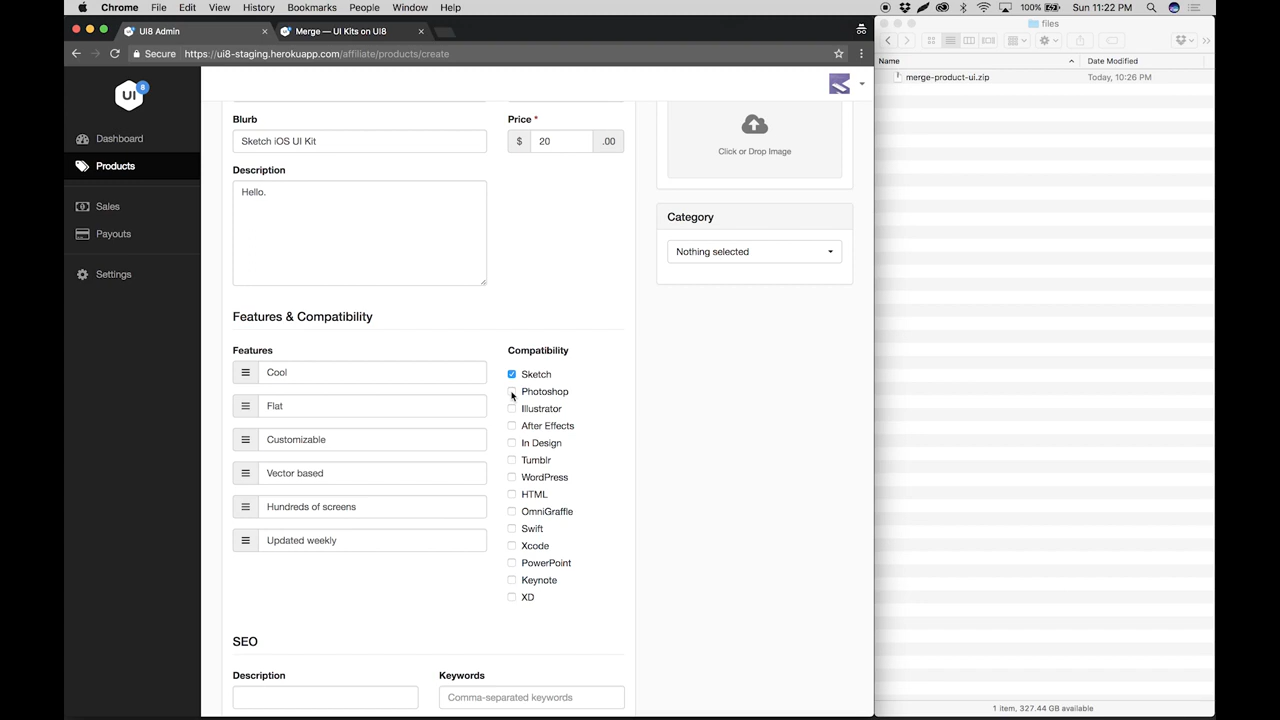 Chrome File Edit View History Bookmarks People Window Help 100% Sun 11:22 PM
UI8 Admin
Merge — UI Kits on UI8
files
Secure https://ui8-staging.herokuapp.com/affiliate/products/create
Name
Date Modified
merge-product-ui.zip
Today, 10:26 PM
UI 8
Dashboard
Products
Sales
Payouts
Settings
Blurb
Sketch iOS UI Kit
Price *
$ 20 .00
Description
Hello.
Click or Drop Image
Category
Nothing selected
Features & Compatibility
Features
Cool
Flat
Customizable
Vector based
Hundreds of screens
Updated weekly
Compatibility
Sketch
Photoshop
Illustrator
After Effects
In Design
Tumblr
WordPress
HTML
OmniGraffle
Swift
Xcode
PowerPoint
Keynote
XD
SEO
Description
Keywords
Comma-separated keywords
1 item, 327.44 GB available